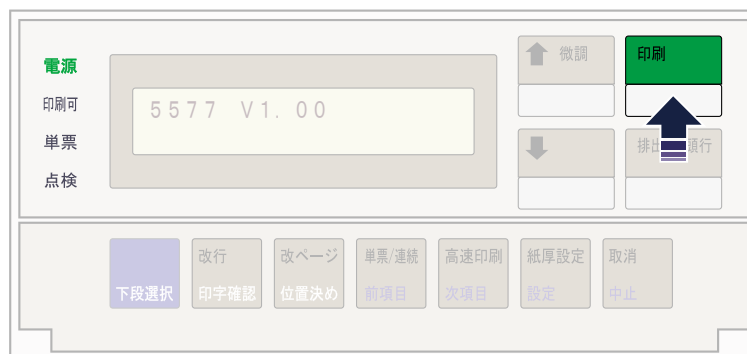 電源
印刷可
単票
点検
5577 V1.00
微調
印刷
排出 頭行
下段選択
改行
印字確認
改ページ
位置決め
単票/連続
前項目
高速印刷
次項目
紙厚設定
設定
取消
中止